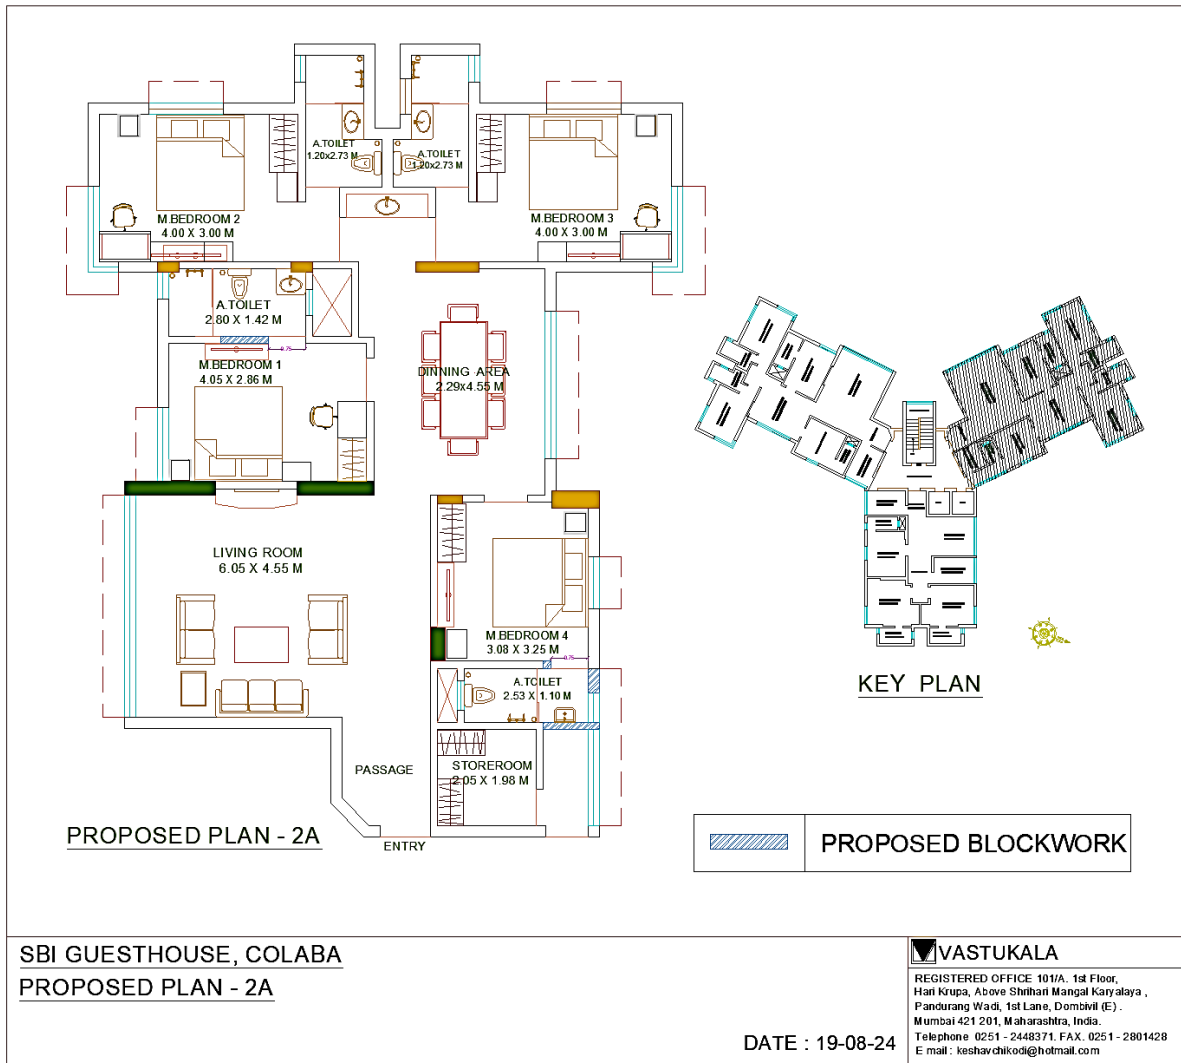 A.TOILET
1.20x2.73 M
A.TOILET
1.20x2.73 M
M.BEDROOM 2
4.00 X 3.00 M
M.BEDROOM 3
4.00 X 3.00 M
A.TOILET
2.80 X 1.42 M
0.75
M.BEDROOM 1
4.05 X 2.86 M
DINNING AREA
2.29x4.55 M
LIVING ROOM
6.05 X 4.55 M
M.BEDROOM 4
3.08 X 3.25 M
0.75
A.TOILET
2.53 X 1.10 M
STOREROOM
2.05 X 1.98 M
PASSAGE
ENTRY
PROPOSED PLAN - 2A
KEY PLAN
PROPOSED BLOCKWORK
SBI GUESTHOUSE, COLABA
PROPOSED PLAN - 2A
DATE : 19-08-24
VASTUKALA
REGISTERED OFFICE 101/A. 1st Floor,
Hari Krupa, Above Shrihari Mangal Karyalaya ,
Pandurang Wadi, 1st Lane, Dombivil (E) .
Mumbai 421 201, Maharashtra, India.
Telephone 0251 - 2448371. FAX. 0251 - 2801428
E mail : keshavchikodi@hotmail.com